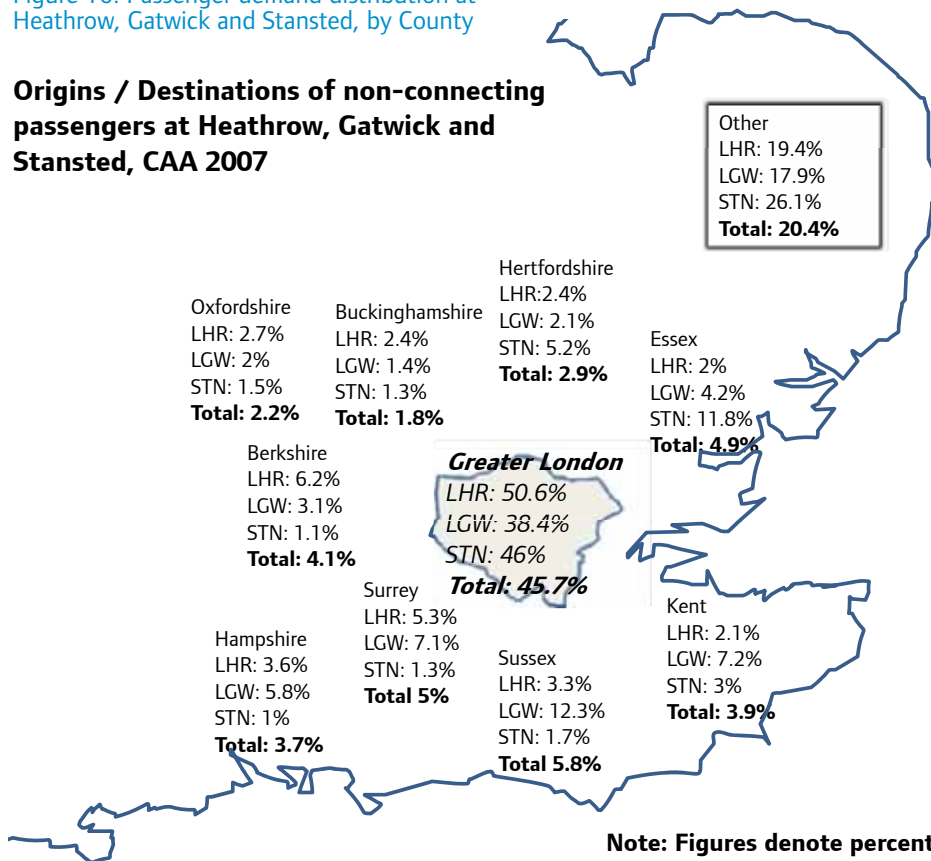 Heathrow, Gatwick and Stansted, by County
Origins / Destinations of non-connecting
passengers at Heathrow, Gatwick and
Stansted, CAA 2007
Other
LHR: 19.4%
LGW: 17.9%
STN: 26.1%
Total: 20.4%
Hertfordshire
LHR:2.4%
LGW: 2.1%
STN: 5.2%
Total: 2.9%
Oxfordshire
LHR: 2.7%
LGW: 2%
STN: 1.5%
Total: 2.2%
Buckinghamshire
LHR: 2.4%
LGW: 1.4%
STN: 1.3%
Total: 1.8%
Essex
LHR: 2%
LGW: 4.2%
STN: 11.8%
Total: 4.9%
Berkshire
LHR: 6.2%
LGW: 3.1%
STN: 1.1%
Total: 4.1%
Greater London
LHR: 50.6%
LGW: 38.4%
STN: 46%
Total: 45.7%
Surrey
LHR: 5.3%
LGW: 7.1%
STN: 1.3%
Total 5%
Kent
LHR: 2.1%
LGW: 7.2%
STN: 3%
Total: 3.9%
Hampshire
LHR: 3.6%
LGW: 5.8%
STN: 1%
Total: 3.7%
Sussex
LHR: 3.3%
LGW: 12.3%
STN: 1.7%
Total 5.8%
Note: Figures denote percent